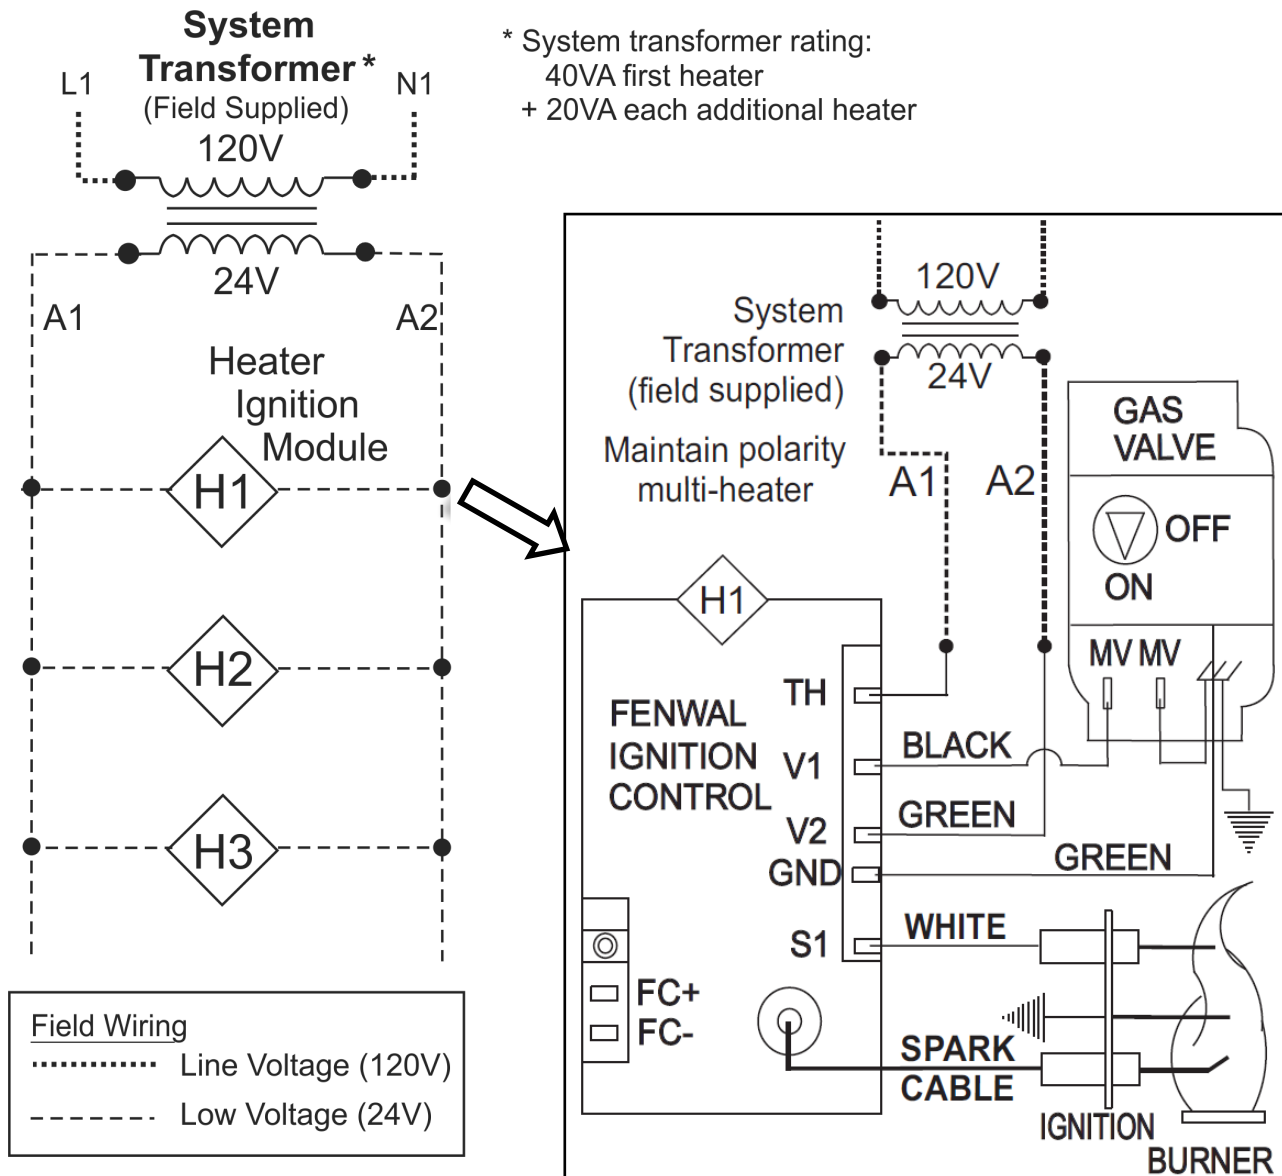 System
Transformer *
(Field Supplied)
L1
N1
120V
24V
A1
A2
* System transformer rating:
40VA first heater
+ 20VA each additional heater
Heater
Ignition
Module
H1
H2
H3
Field Wiring
Line Voltage (120V)
Low Voltage (24V)
120V
System
Transformer
(field supplied)
24V
Maintain polarity
multi-heater
A1
A2
GAS
VALVE
OFF
ON
MV MV
H1
FENWAL
IGNITION
CONTROL
TH
V1
BLACK
V2
GREEN
GND
GREEN
S1
WHITE
FC+
FC-
SPARK
CABLE
IGNITION
BURNER